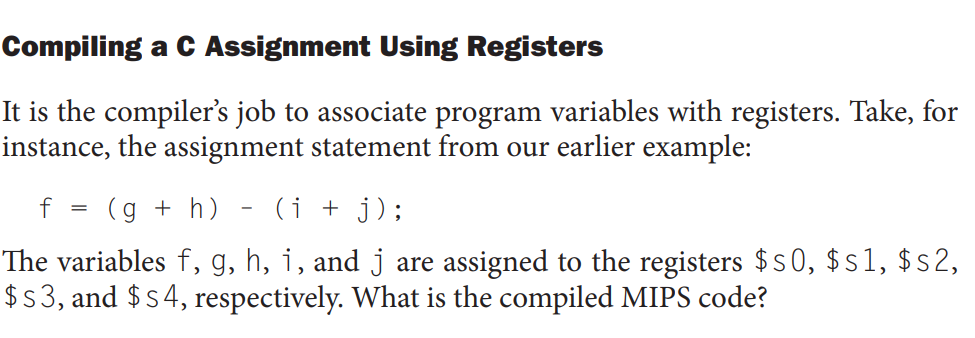 Compiling a C Assignment Using Registers
It is the compiler’s job to associate program variables with registers. Take, for
instance, the assignment statement from our earlier example:
f = (g + h) - (i + j);
The variables f, g, h, i, and j are assigned to the registers $s0, $s1, $s2,
$s3, and $s4, respectively. What is the compiled MIPS code?